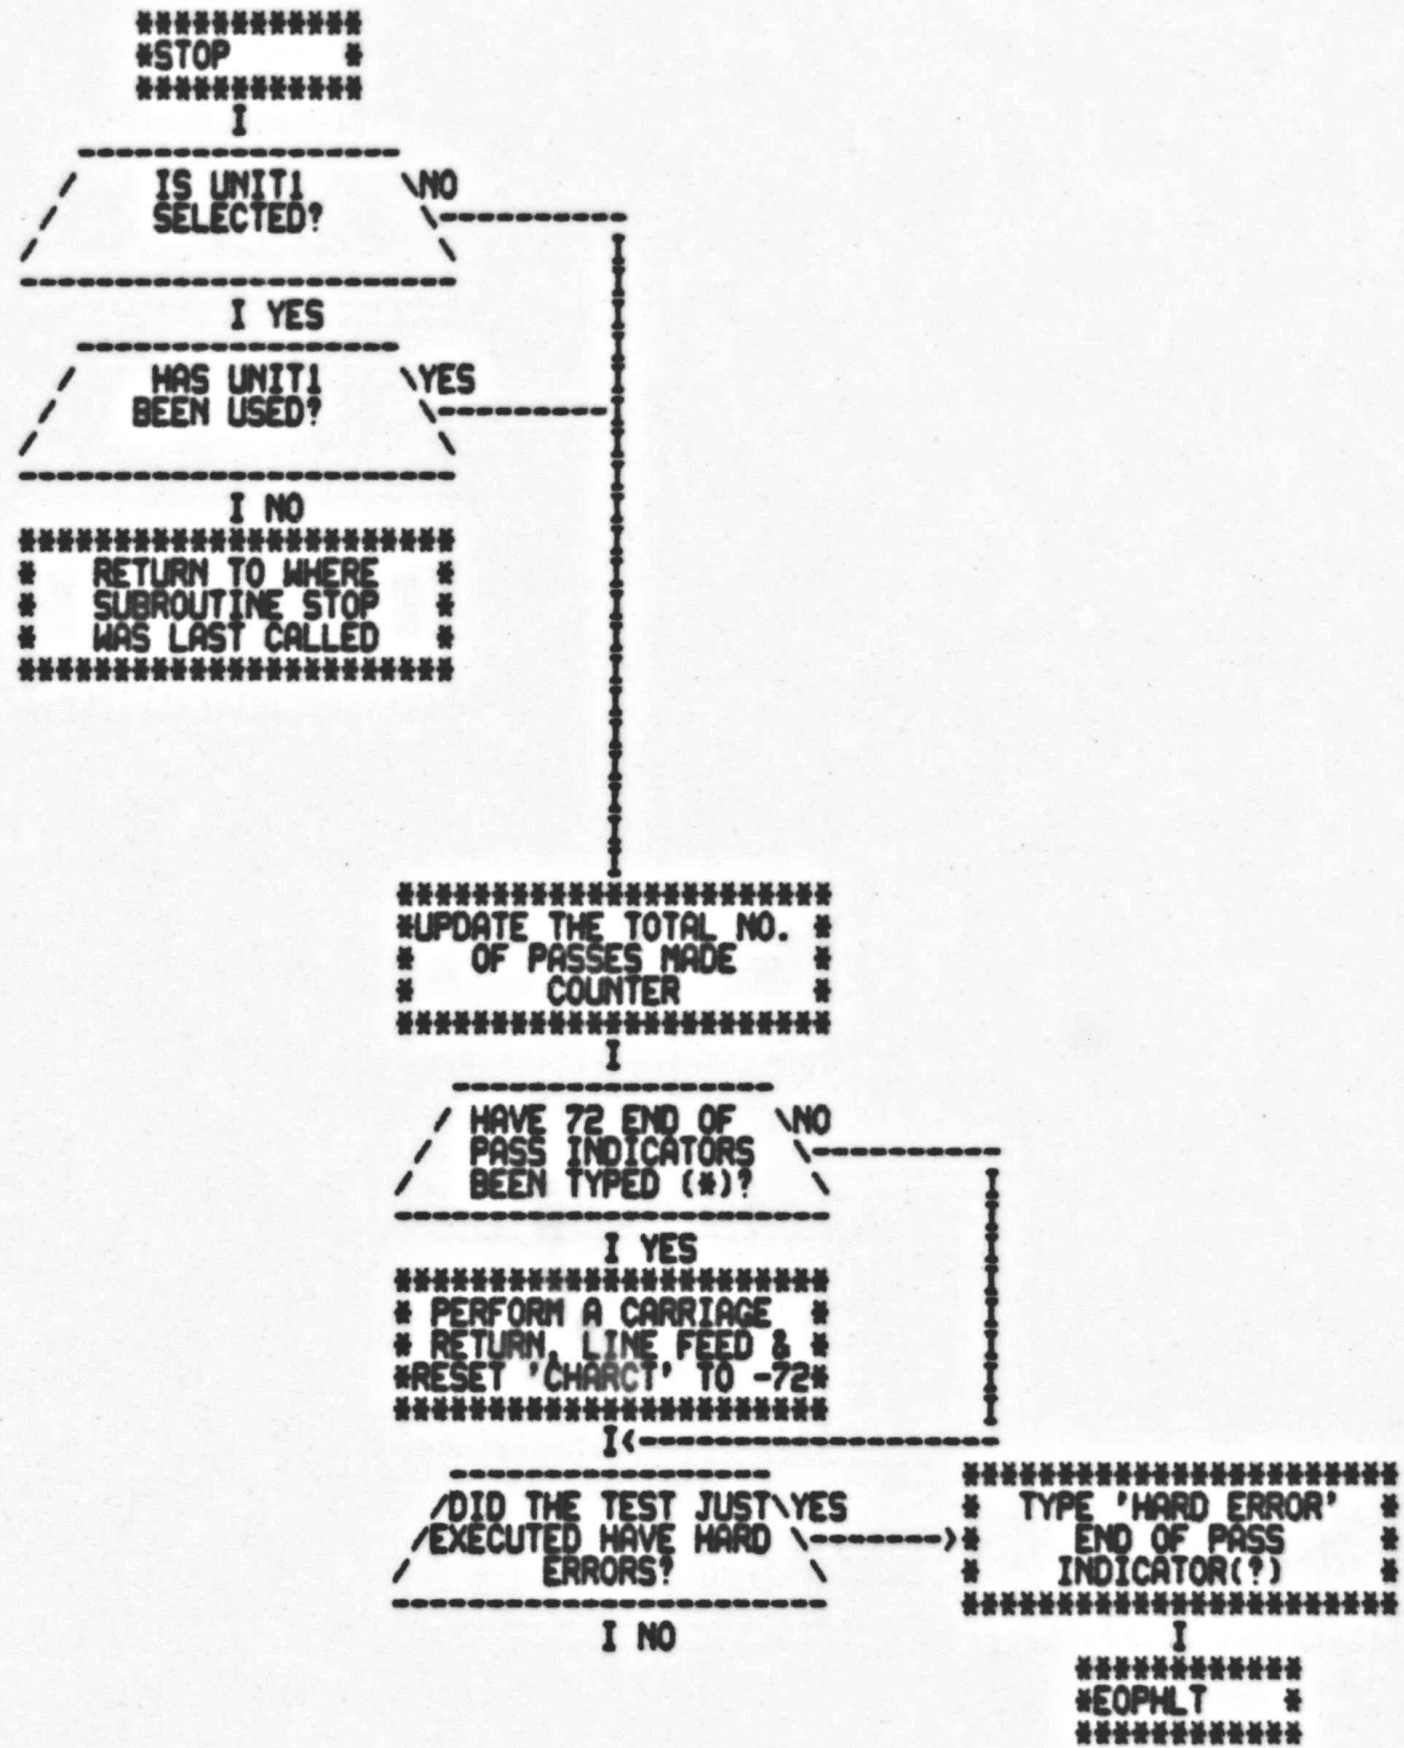 ***********
*STOP *
***********
I
-----------------
/ IS UNIT1 \NO
/ SELECTED? \----------
/ \
-----------------------
I YES
-----------------
/ HAS UNIT1 \YES
/ BEEN USED? \---------
/ \
-----------------------
I NO
***********************
* RETURN TO WHERE *
* SUBROUTINE STOP *
* WAS LAST CALLED *
***********************
***********************
*UPDATE THE TOTAL NO. *
* OF PASSES MADE *
* COUNTER *
***********************
I
-----------------
/ HAVE 72 END OF \NO
/ PASS INDICATORS \----------
/ BEEN TYPED (*)? \
-----------------------
I YES
***********************
* PERFORM A CARRIAGE *
* RETURN, LINE FEED & *
*RESET 'CHARCT' TO -72*
***********************
I<-------------------
-----------------
/DID THE TEST JUST\YES
/EXECUTED HAVE HARD \------->
/ ERRORS? \
-----------------------
I NO
***********************
* TYPE 'HARD ERROR' *
* END OF PASS *
* INDICATOR(?) *
***********************
I
************
*EOPHLT *
************